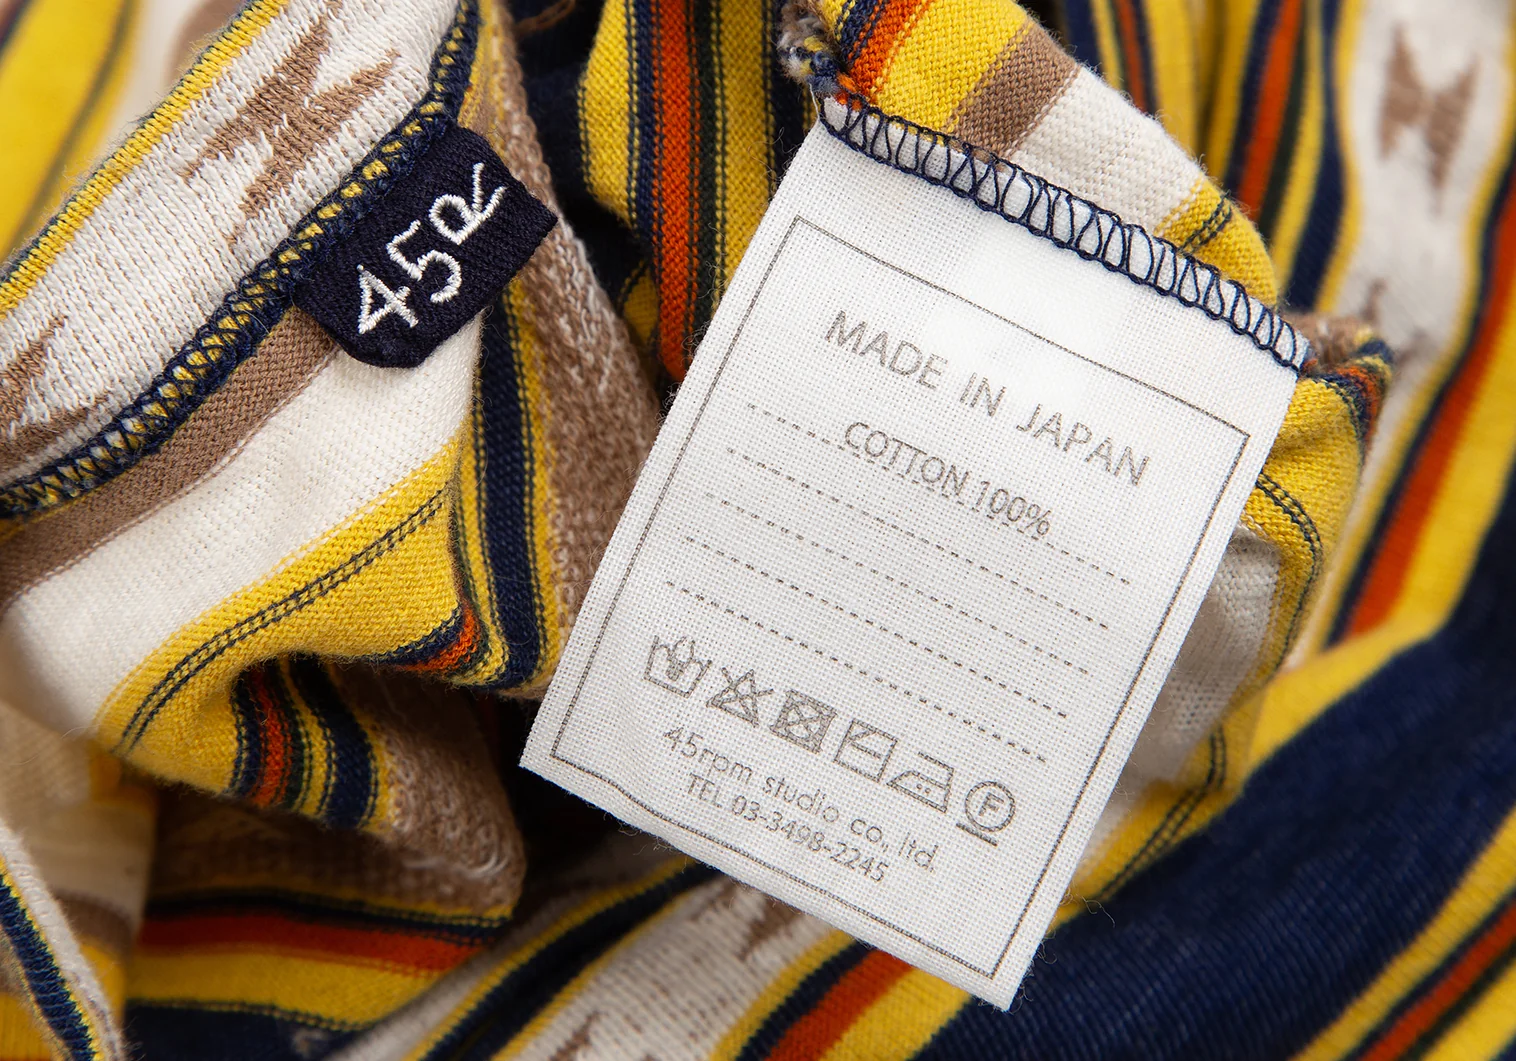 45R
MADE IN JAPAN
COTTON 100%
F
45rpm studio co., ltd.
TEL 03-3498-2245